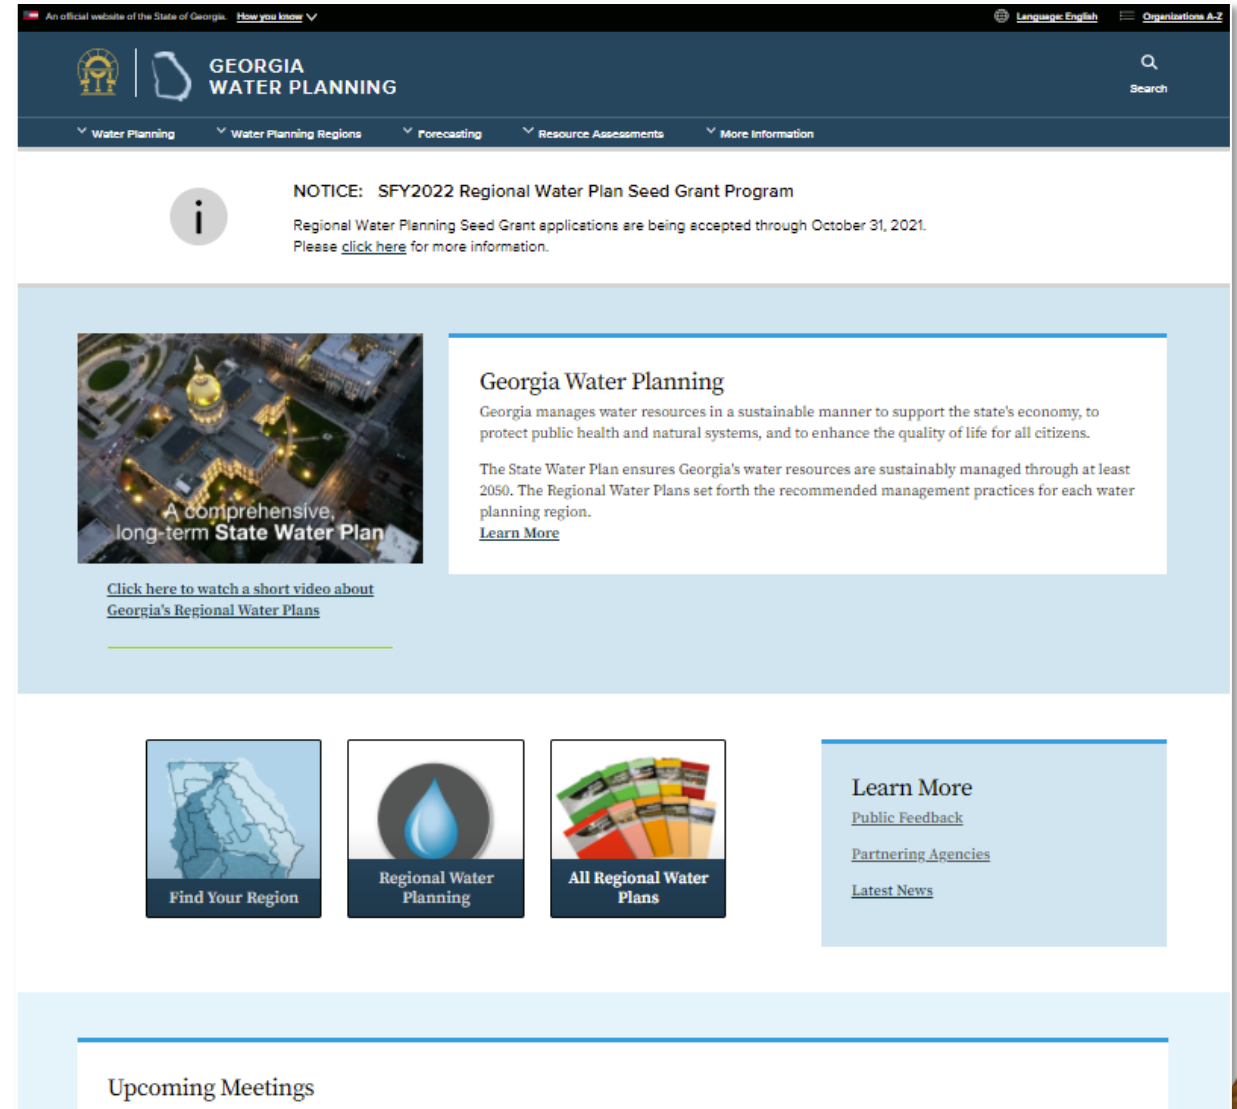 An official website of the State of Georgia. How you know
Language: English
Organizations A-Z
GEORGIA
WATER PLANNING
Search
Water Planning
Water Planning Regions
Forecasting
Resource Assessments
More Information
i
NOTICE: SFY2022 Regional Water Plan Seed Grant Program
Regional Water Planning Seed Grant applications are being accepted through October 31, 2021.
Please click here for more information.
A comprehensive,
long-term State Water Plan
Click here to watch a short video about
Georgia's Regional Water Plans
Georgia Water Planning
Georgia manages water resources in a sustainable manner to support the state's economy, to
protect public health and natural systems, and to enhance the quality of life for all citizens.
The State Water Plan ensures Georgia's water resources are sustainably managed through at least
2050. The Regional Water Plans set forth the recommended management practices for each water
planning region.
Learn More
Find Your Region
Regional Water
Planning
All Regional Water
Plans
Learn More
Public Feedback
Partnering Agencies
Latest News
Upcoming Meetings